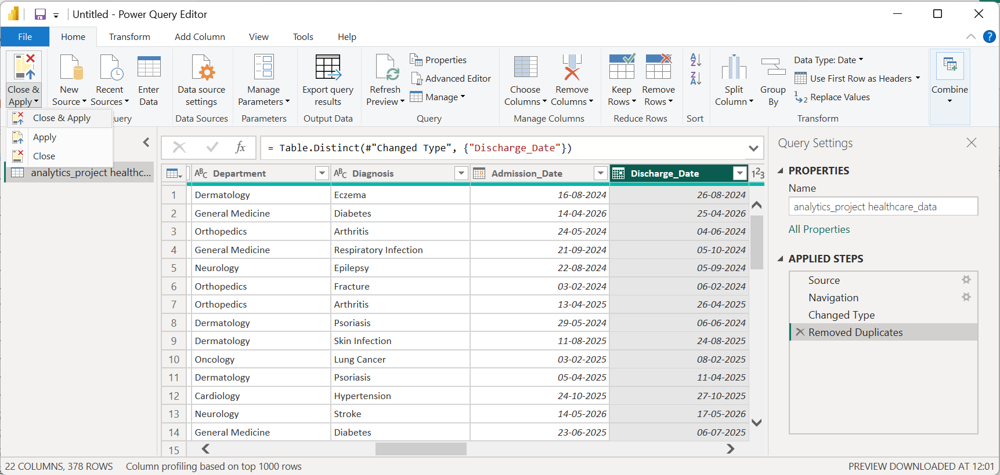 Untitled - Power Query Editor
File Home Transform Add Column View Tools Help
Close & Apply
New Source
Recent Sources
Enter Data
Data source settings
Manage Parameters
Export query results
Refresh Preview
Properties
Advanced Editor
Manage
Choose Columns
Remove Columns
Keep Rows
Remove Rows
Split Column
Group By
Data Type: Date
Use First Row as Headers
Replace Values
Combine
uery Data Sources Parameters Output Data Query Manage Columns Reduce Rows Sort Transform
Close & Apply
Apply
Close
analytics_project healthc...
= Table.Distinct(#"Changed Type", {"Discharge_Date"})
ABC Department ABC Diagnosis Admission_Date Discharge_Date 123
1 Dermatology Eczema 16-08-2024 26-08-2024
2 General Medicine Diabetes 14-04-2026 25-04-2026
3 Orthopedics Arthritis 24-05-2024 04-06-2024
4 General Medicine Respiratory Infection 21-09-2024 05-10-2024
5 Neurology Epilepsy 22-08-2024 05-09-2024
6 Orthopedics Fracture 03-02-2024 06-02-2024
7 Orthopedics Arthritis 13-04-2025 26-04-2025
8 Dermatology Psoriasis 29-05-2024 06-06-2024
9 Dermatology Skin Infection 11-08-2025 24-08-2025
10 Oncology Lung Cancer 03-02-2025 08-02-2025
11 Dermatology Psoriasis 05-04-2025 11-04-2025
12 Cardiology Hypertension 24-10-2025 27-10-2025
13 Neurology Stroke 14-05-2026 17-05-2026
14 General Medicine Diabetes 23-06-2025 06-07-2025
15
Query Settings
PROPERTIES
Name
analytics_project healthcare_data
All Properties
APPLIED STEPS
Source
Navigation
Changed Type
Removed Duplicates
22 COLUMNS, 378 ROWS Column profiling based on top 1000 rows PREVIEW DOWNLOADED AT 12:01